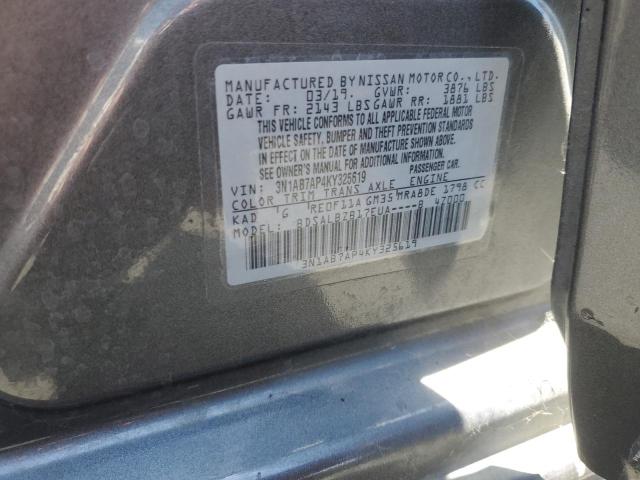 MANUFACTURED BY NISSAN MOTOR CO., LTD.
DATE: 03/19. GVWR: 3876 LBS
GAWR FR: 2143 LBS GAWR RR: 1881 LBS
THIS VEHICLE CONFORMS TO ALL APPLICABLE FEDERAL MOTOR
VEHICLE SAFETY, BUMPER AND THEFT PREVENTION STANDARDS
IN EFFECT ON THE DATE OF MANUFACTURE SHOWN ABOVE.
SEE OWNER'S MANUAL FOR ADDITIONAL INFORMATION.
VIN: 3N1AB7AP4KY325619 PASSENGER CAR.
COLOR TRIM TRANS AXLE ENGINE
KAD G RE0F11A GM35 MRA8DE 1798 CC
MODEL: BDSALBZB17EUA----B 47000
3N1AB7AP4KY325619